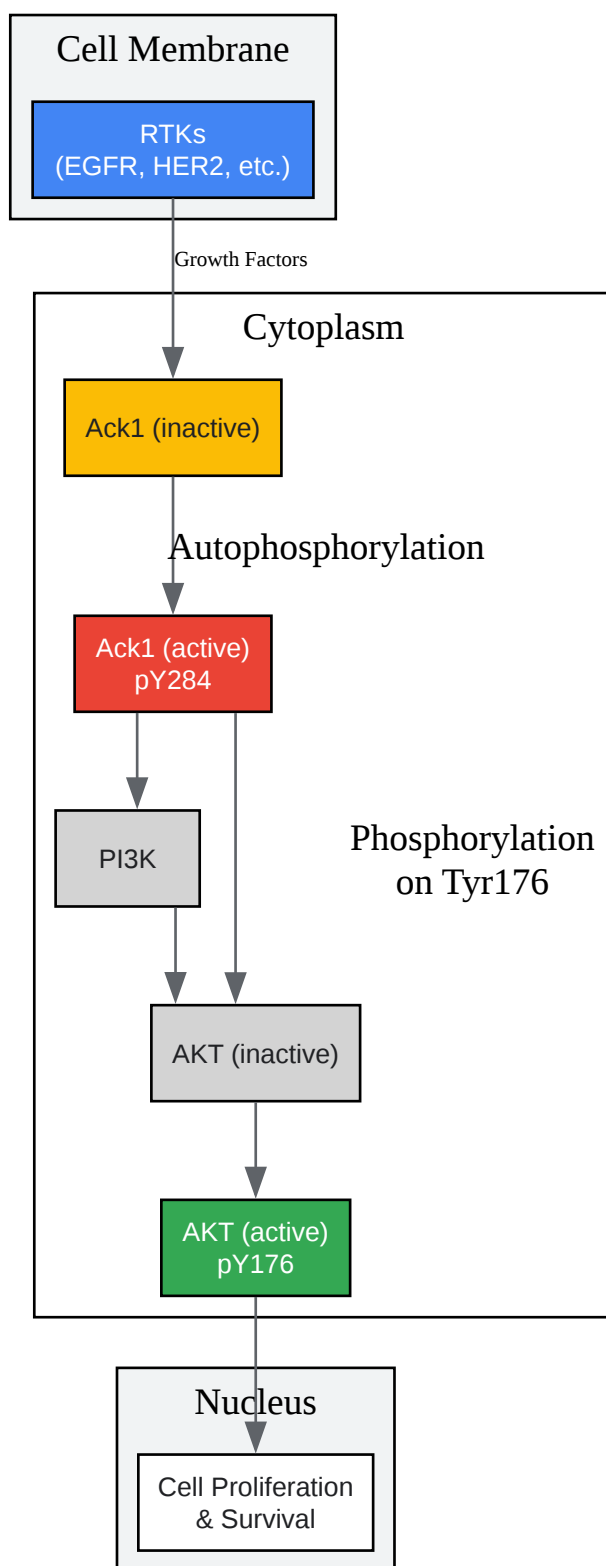 Cell Membrane
RTKs
(EGFR, HER2, etc.)
Growth Factors
Cytoplasm
Ack1 (inactive)
Autophosphorylation
Ack1 (active)
pY284
PI3K
Phosphorylation
on Tyr176
AKT (inactive)
AKT (active)
pY176
Nucleus
Cell Proliferation
& Survival